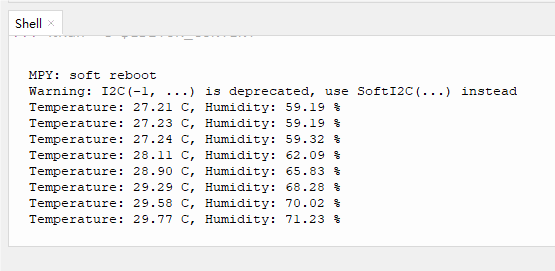 Shell ×
MPY: soft reboot
Warning: I2C(-1, ...) is deprecated, use SoftI2C(...) instead
Temperature: 27.21 C, Humidity: 59.19 %
Temperature: 27.23 C, Humidity: 59.19 %
Temperature: 27.24 C, Humidity: 59.32 %
Temperature: 28.11 C, Humidity: 62.09 %
Temperature: 28.90 C, Humidity: 65.83 %
Temperature: 29.29 C, Humidity: 68.28 %
Temperature: 29.58 C, Humidity: 70.02 %
Temperature: 29.77 C, Humidity: 71.23 %